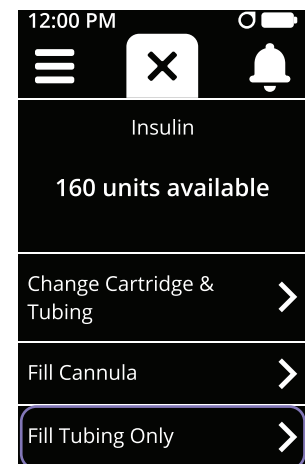 12:00 PM
Insulin
160 units available
Change Cartridge &
Tubing
Fill Cannula
Fill Tubing Only